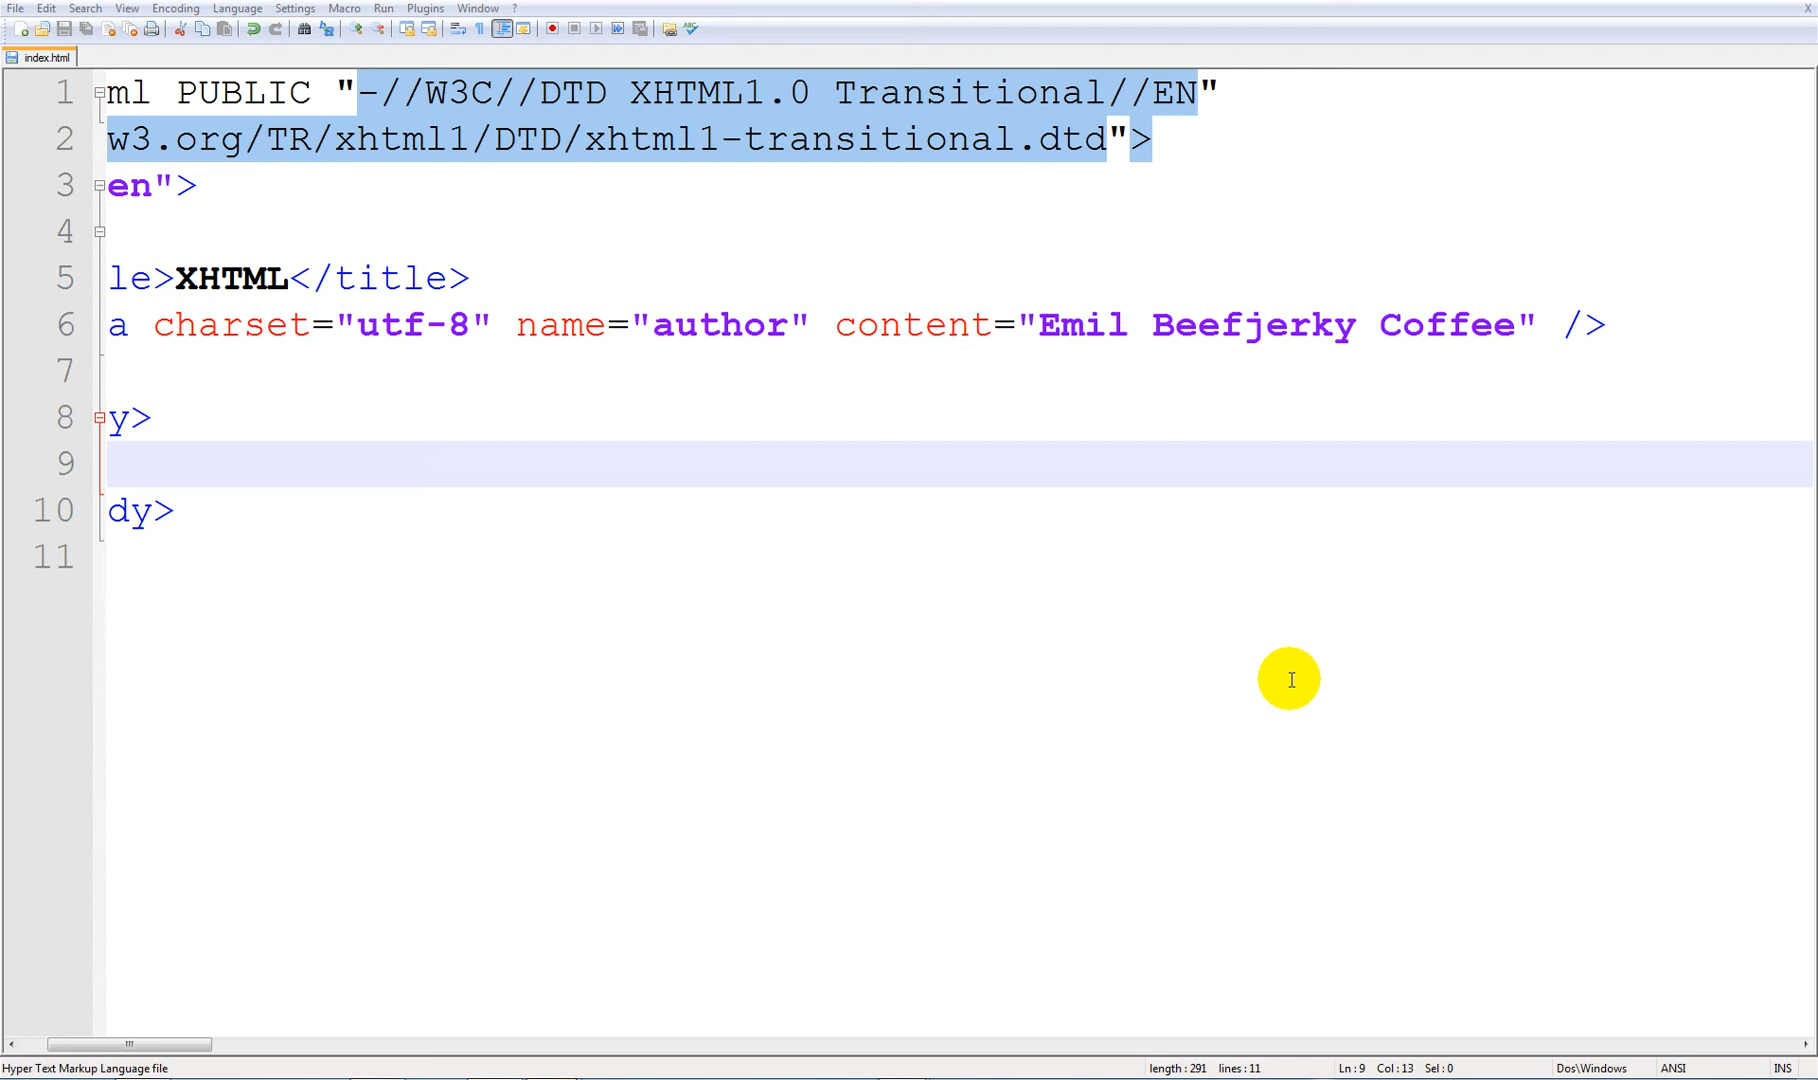 File Edit Search View Encoding Language Settings Macro Run Plugins Window ? X
index.html
1 ml PUBLIC "-//W3C//DTD XHTML1.0 Transitional//EN"
2 w3.org/TR/xhtml1/DTD/xhtml1-transitional.dtd">
3 en">
4
5 le>XHTML</title>
6 a charset="utf-8" name="author" content="Emil Beefjerky Coffee" />
7
8 y>
9
10 dy>
11
Hyper Text Markup Language file length : 291 lines : 11 Ln : 9 Col : 13 Sel : 0 Dos\Windows ANSI INS